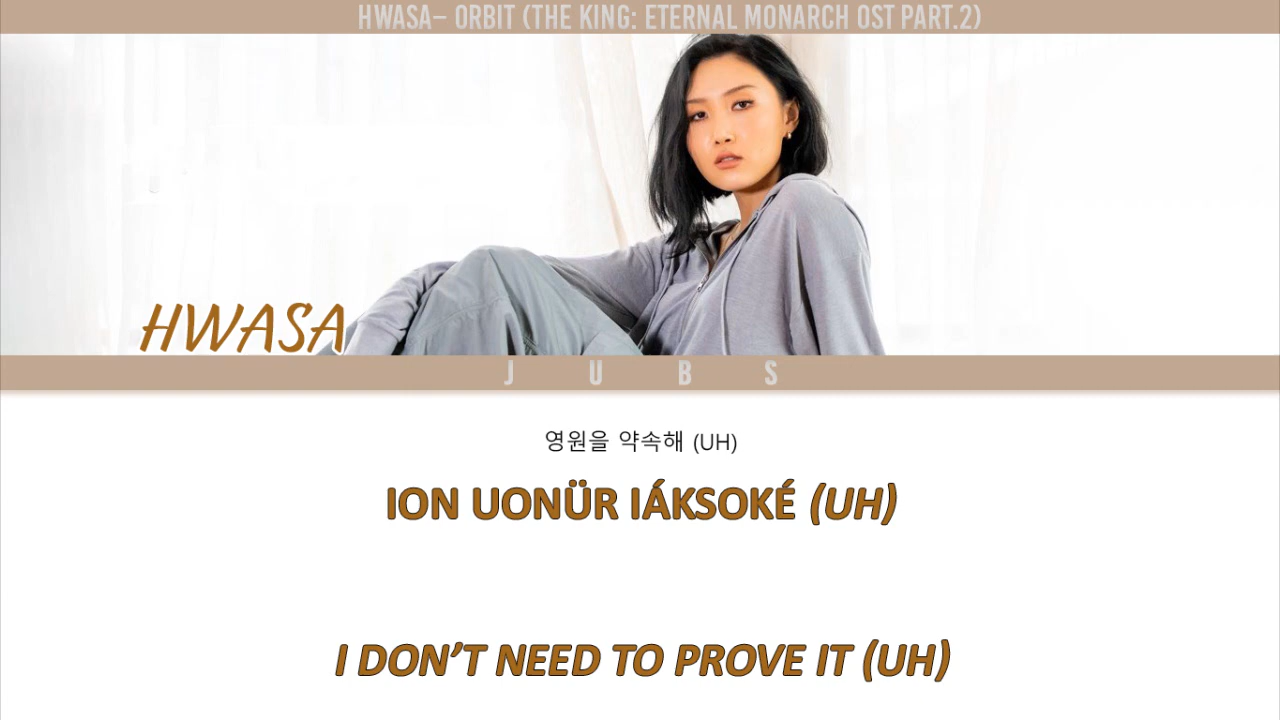 HWASA– ORBIT (THE KING: ETERNAL MONARCH OST PART.2)
HWASA
J U B S
영원을 약속해 (UH)
ION UONÜR IÁKSOKÉ (UH)
I DON’T NEED TO PROVE IT (UH)